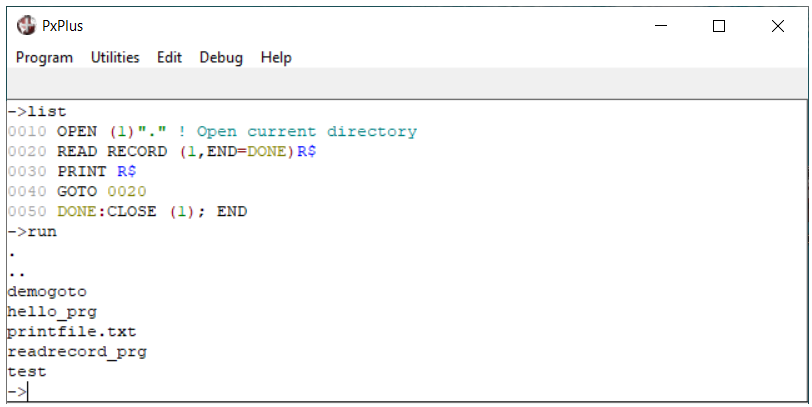 PxPlus
Program Utilities Edit Debug Help
->list
0010 OPEN (1)"." ! Open current directory
0020 READ RECORD (1,END=DONE)R$
0030 PRINT R$
0040 GOTO 0020
0050 DONE:CLOSE (1); END
->run
.
..
demogoto
hello_prg
printfile.txt
readrecord_prg
test
->